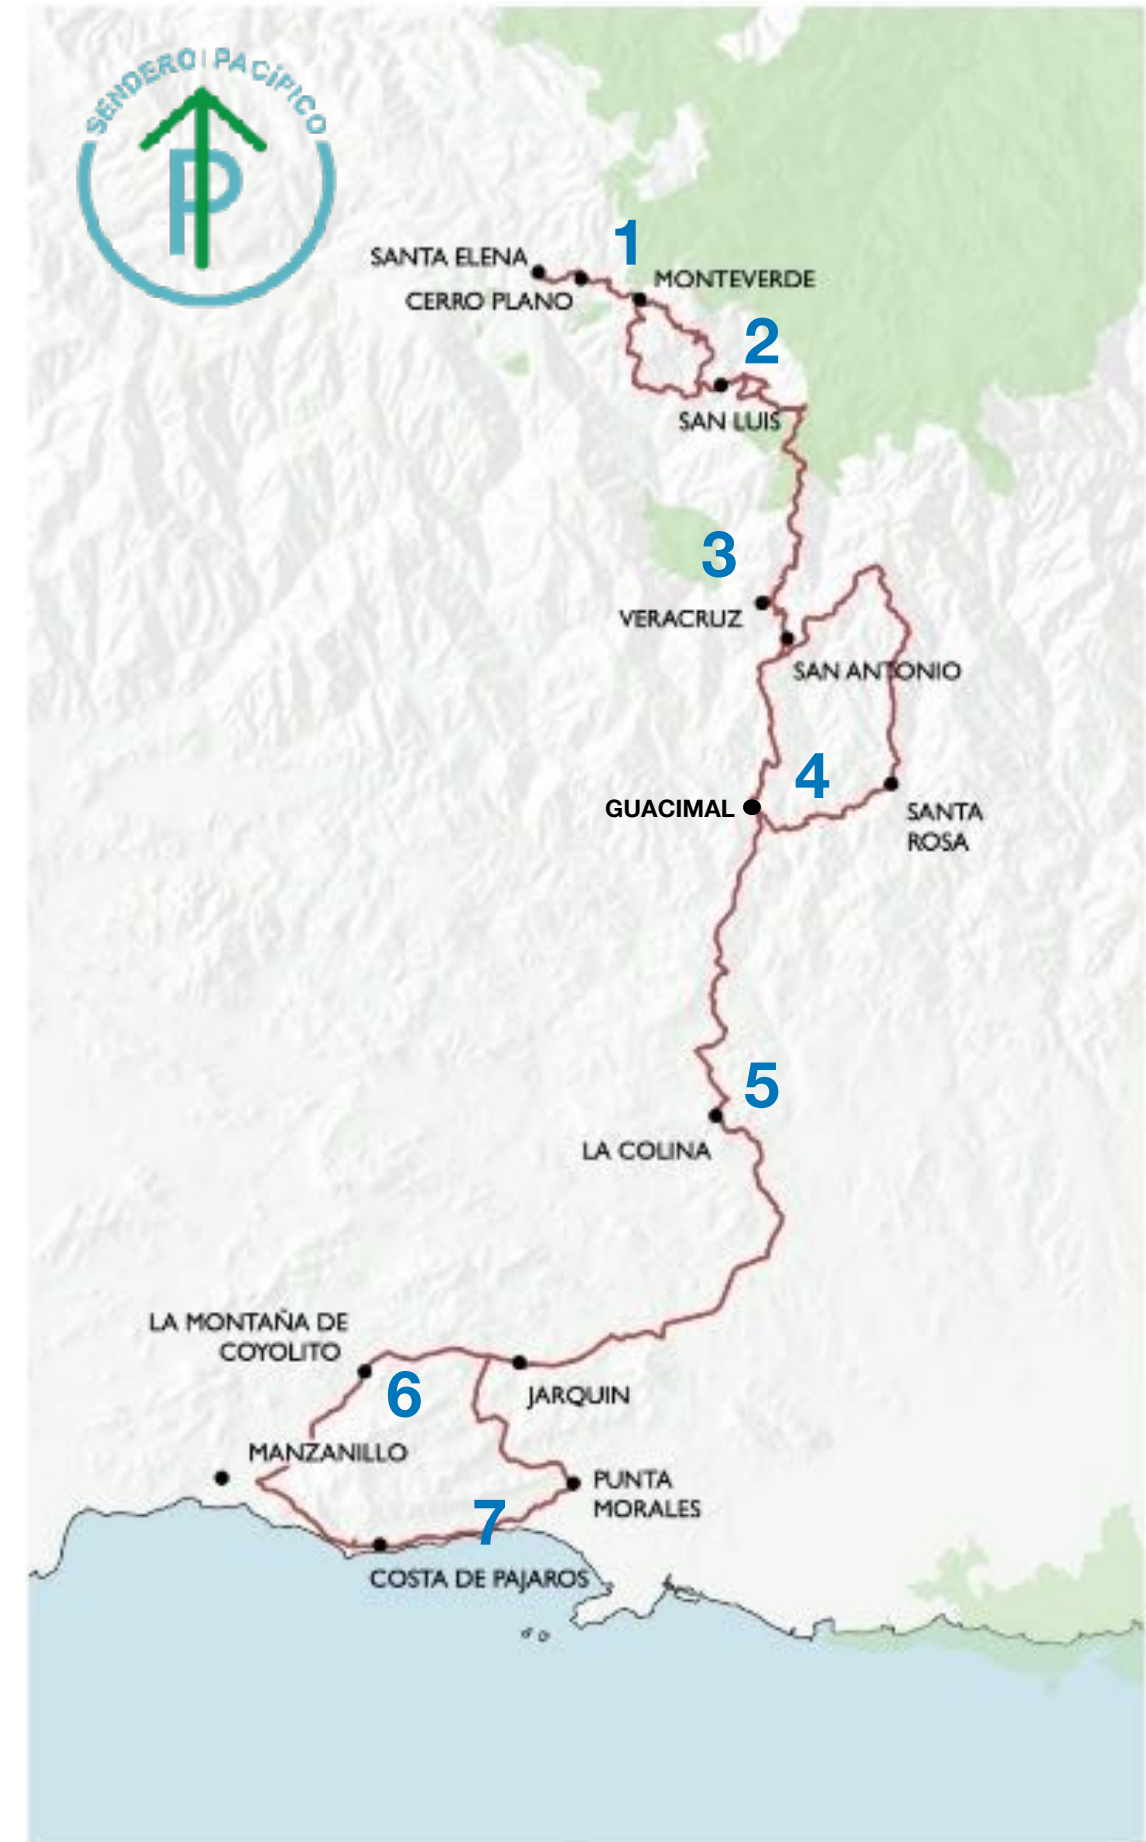 SENDERO | PACÍFICO
P
1
SANTA ELENA
MONTEVERDE
CERRO PLANO
2
SAN LUIS
3
VERACRUZ
SAN ANTONIO
4
GUACIMAL
SANTA
ROSA
5
LA COLINA
LA MONTAÑA DE
COYOLITO
6
JARQUIN
MANZANILLO
PUNTA
MORALES
7
COSTA DE PAJAROS